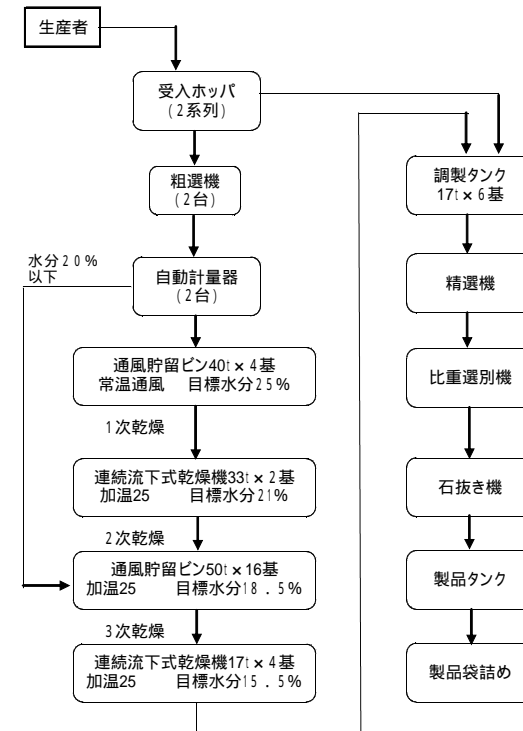 生産者
受入ホッパ
(2系列)
粗選機
(2台)
水分20%
以下
自動計量器
(2台)
通風貯留ビン40t×4基
常温通風 目標水分25%
1次乾燥
連続流下式乾燥機33t×2基
加温25 目標水分21%
2次乾燥
通風貯留ビン50t×16基
加温25 目標水分18.5%
3次乾燥
連続流下式乾燥機17t×4基
加温25 目標水分15.5%
調製タンク
17t×6基
精選機
比重選別機
石抜き機
製品タンク
製品袋詰め